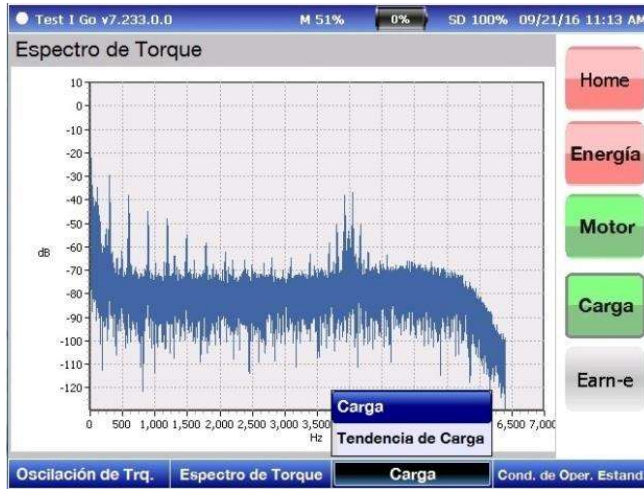 Test I Go v7.233.0.0 M 51% 0% SD 100% 09/21/16 11:13 AM
Espectro de Torque
Home
Energía
Motor
Carga
Earn-e
10
0
-10
-20
-30
-40
-50
-60
-70
-80
-90
-100
-110
-120
dB
0 500 1,000 1,500 2,000 2,500 3,000 6,500 7,000
Hz
Carga
Tendencia de Carga
Oscilación de Trq. Espectro de Torque Carga Cond. de Oper. Estand